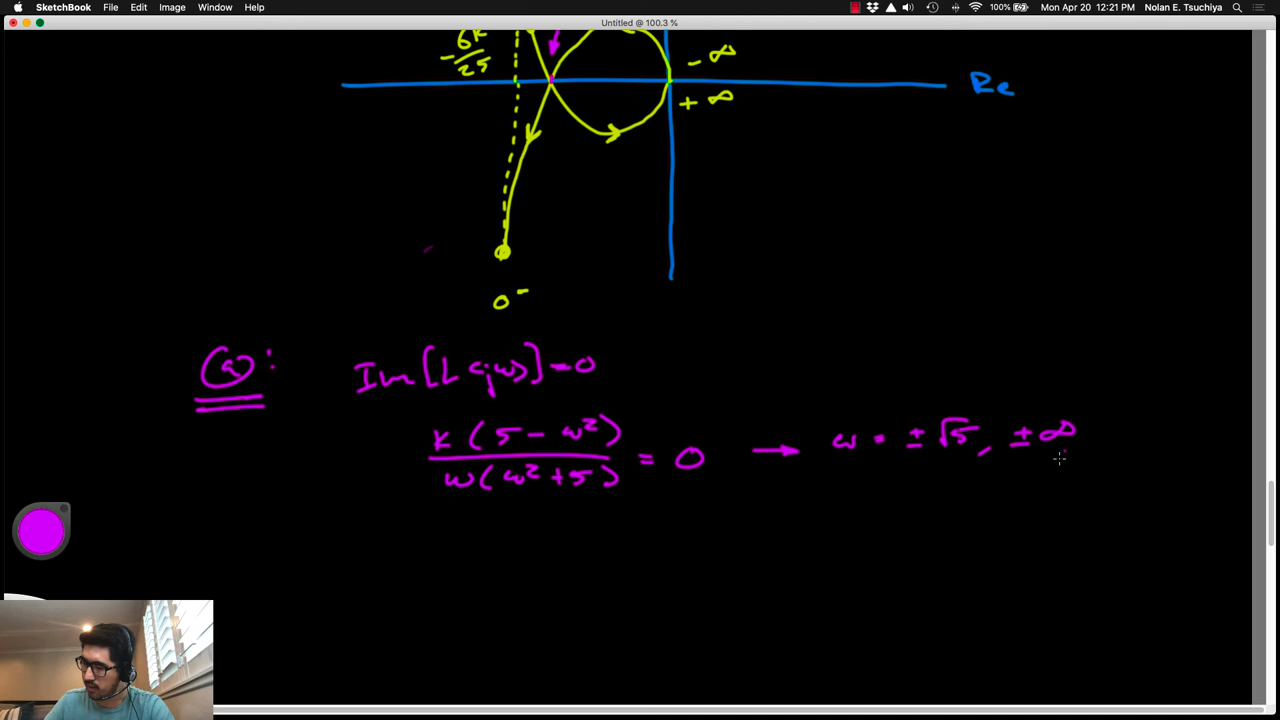 SketchBook File Edit Image Window Help 100% Mon Apr 20 12:21 PM Nolan E. Tsuchiya
Untitled @ 100.3 %
-6K/25
- ∞
+ ∞
Re
0-
ⓐ: Im[L(jω)] = 0
K(5 - ω²)/ω(ω²+5) = 0 → ω = ±√5, ±∞